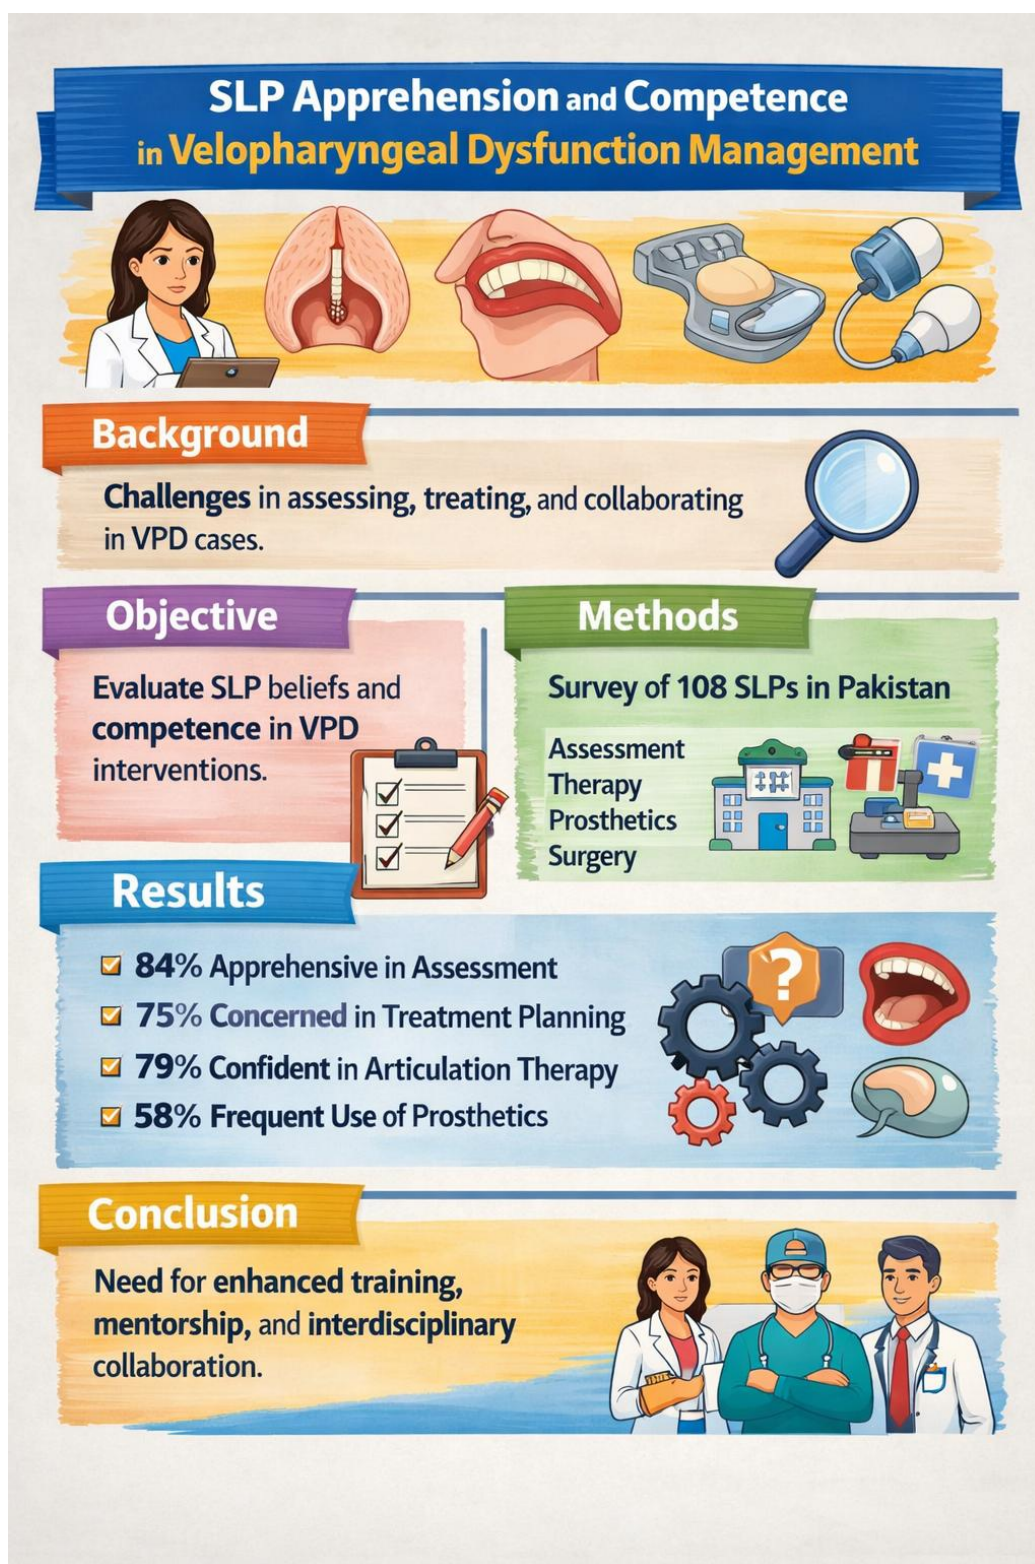 SLP Apprehension and Competence
in Velopharyngeal Dysfunction Management
Background
Challenges in assessing, treating, and collaborating
in VPD cases.
Objective
Evaluate SLP beliefs and
competence in VPD
interventions.
Methods
Survey of 108 SLPs in Pakistan
Assessment
Therapy
Prosthetics
Surgery
Results
84% Apprehensive in Assessment
75% Concerned in Treatment Planning
79% Confident in Articulation Therapy
58% Frequent Use of Prosthetics
?
Conclusion
Need for enhanced training,
mentorship, and interdisciplinary
collaboration.